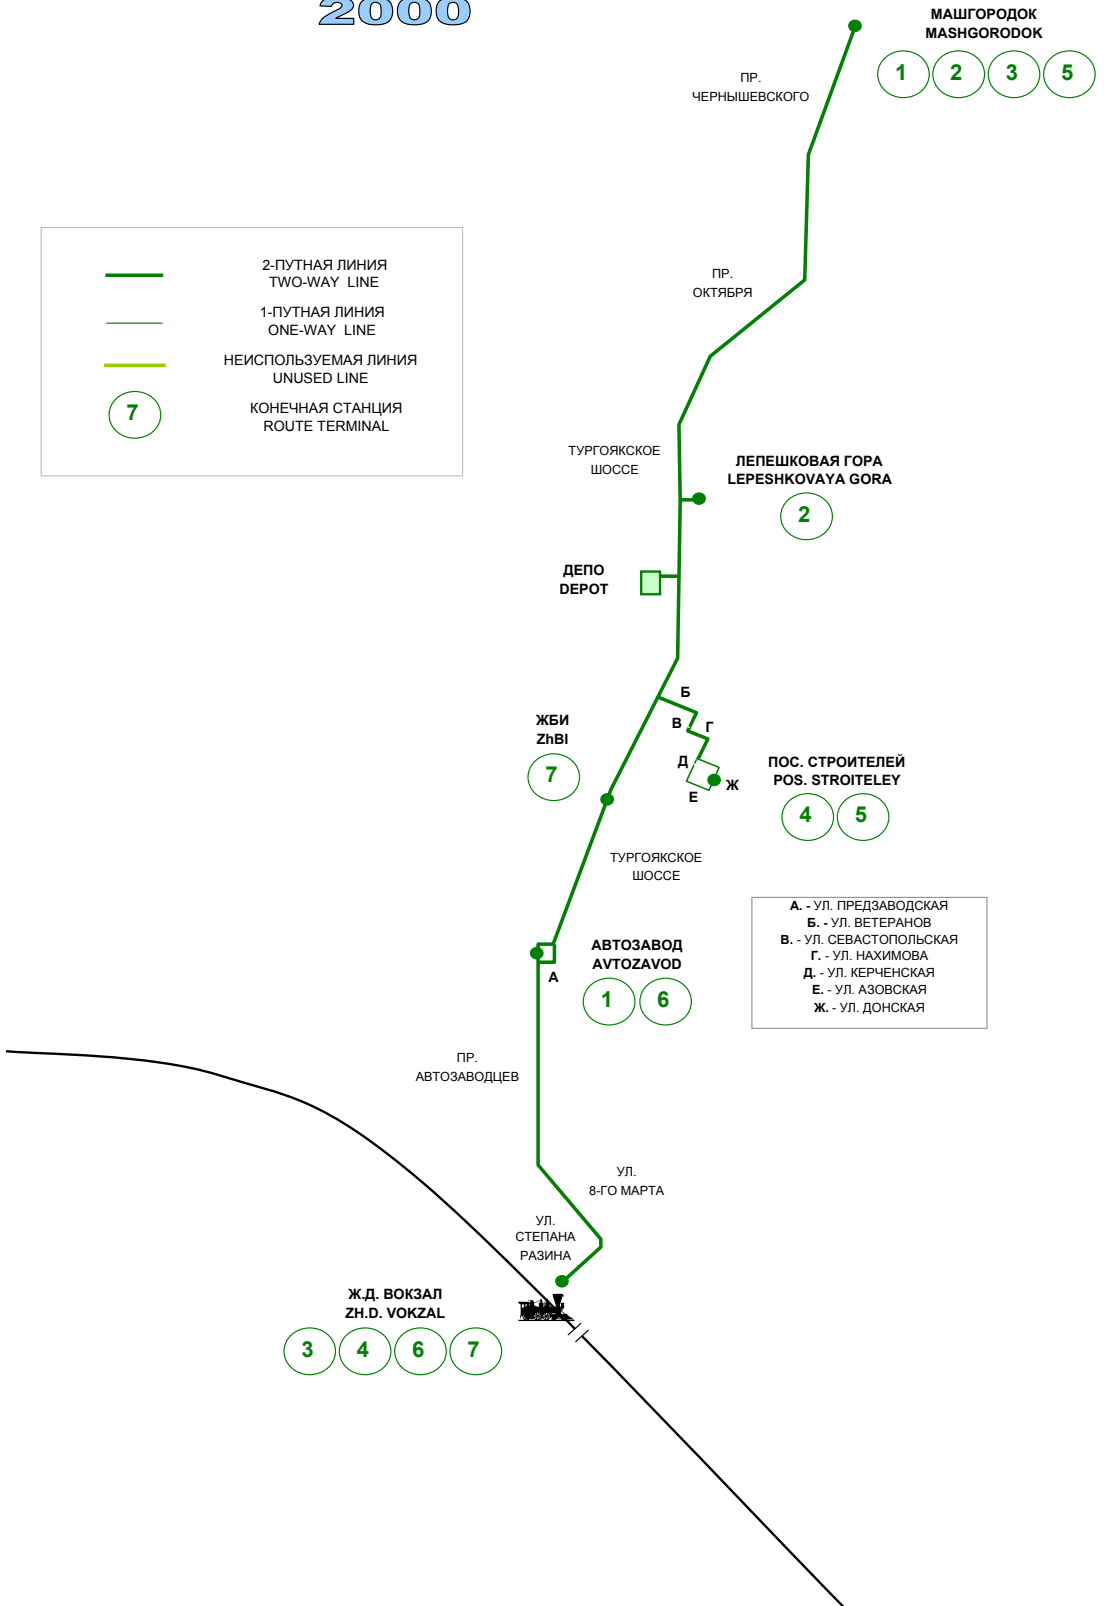 2000
МАШГОРОДОК
MASHGORODOK
1 2 3 5
ПР.
ЧЕРНЫШЕВСКОГО
2-ПУТНАЯ ЛИНИЯ
TWO-WAY LINE
1-ПУТНАЯ ЛИНИЯ
ONE-WAY LINE
НЕИСПОЛЬЗУЕМАЯ ЛИНИЯ
UNUSED LINE
7
КОНЕЧНАЯ СТАНЦИЯ
ROUTE TERMINAL
ПР.
ОКТЯБРЯ
ТУРГОЯКСКОЕ
ШОССЕ
ЛЕПЕШКОВАЯ ГОРА
LEPESHKOVAYA GORA
2
ДЕПО
DEPOT
Б
В
Г
Д
Е
Ж
ЖБИ
ZhBI
7
ПОС. СТРОИТЕЛЕЙ
POS. STROITELEY
4 5
ТУРГОЯКСКОЕ
ШОССЕ
А. - УЛ. ПРЕДЗАВОДСКАЯ
Б. - УЛ. ВЕТЕРАНОВ
В. - УЛ. СЕВАСТОПОЛЬСКАЯ
Г. - УЛ. НАХИМОВА
Д. - УЛ. КЕРЧЕНСКАЯ
Е. - УЛ. АЗОВСКАЯ
Ж. - УЛ. ДОНСКАЯ
АВТОЗАВОД
AVTOZAVOD
А
1 6
ПР.
АВТОЗАВОДЦЕВ
УЛ.
8-ГО МАРТА
УЛ.
СТЕПАНА
РАЗИНА
Ж.Д. ВОКЗАЛ
ZH.D. VOKZAL
3 4 6 7